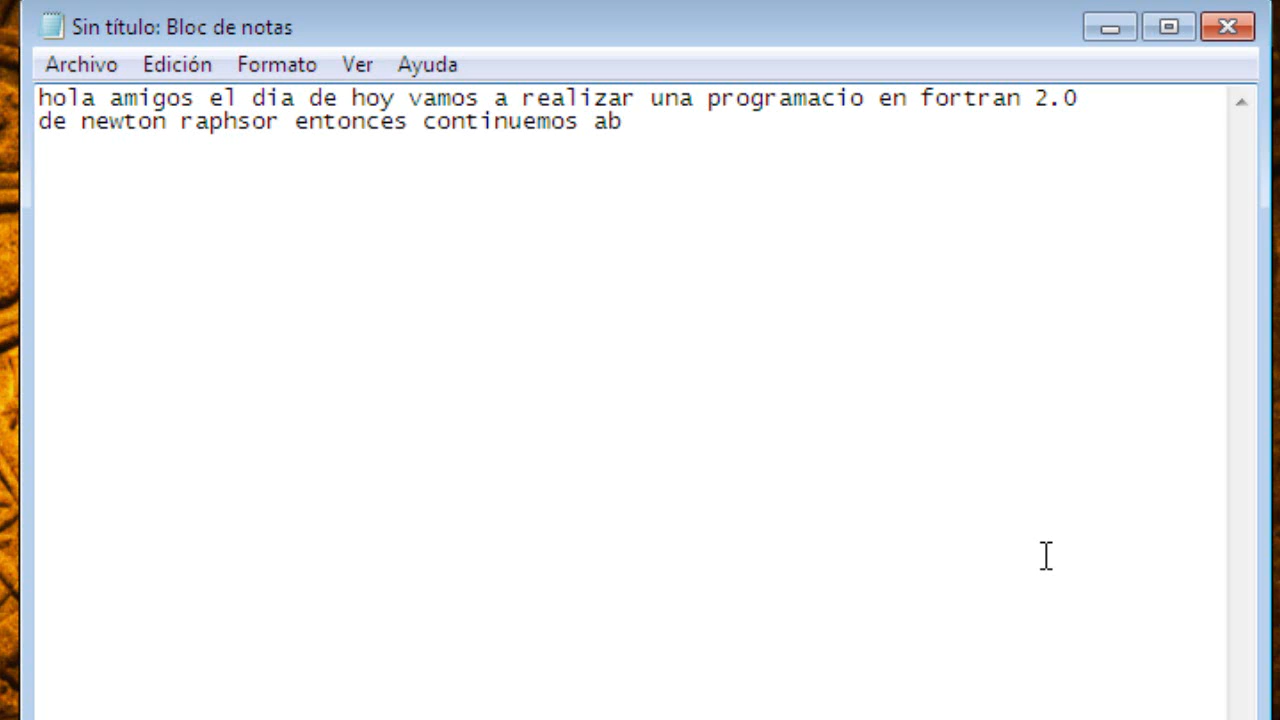 Sin título: Bloc de notas
Archivo Edición Formato Ver Ayuda
hola amigos el dia de hoy vamos a realizar una programacio en fortran 2.0
de newton raphsor entonces continuemos ab